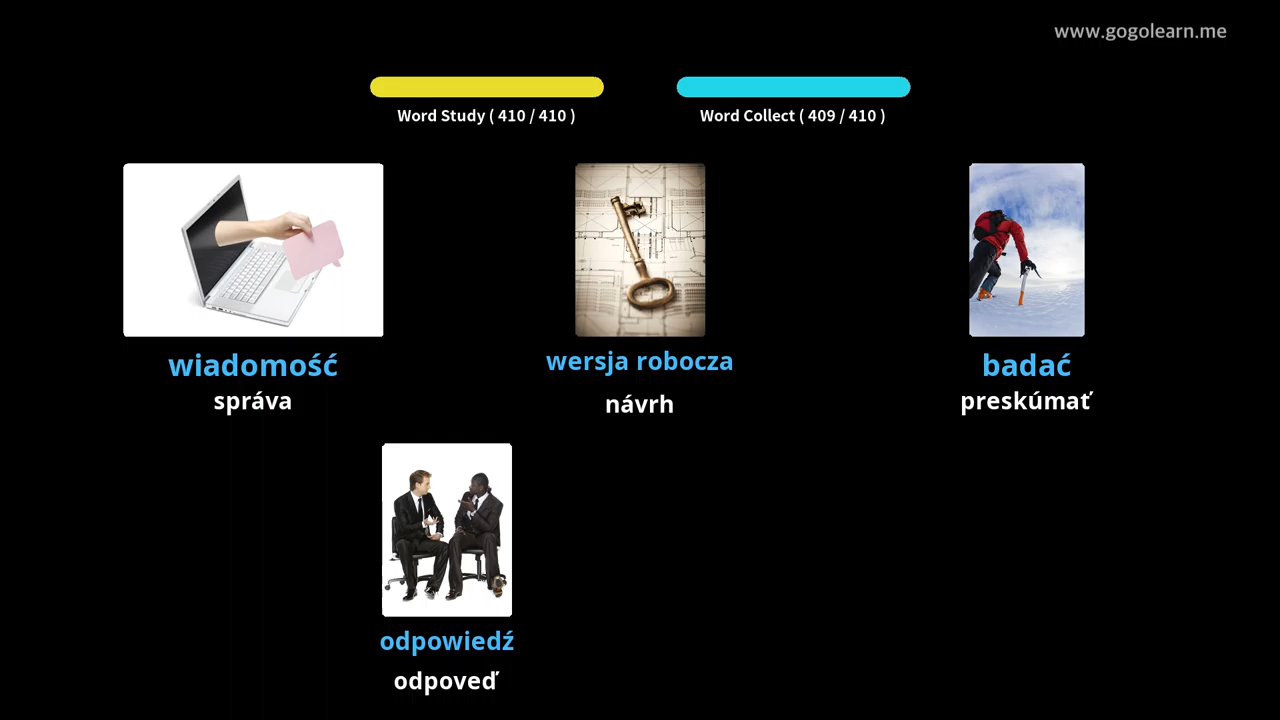 www.gogolearn.me
Word Study ( 410 / 410 )
Word Collect ( 409 / 410 )
wiadomość
správa
wersja robocza
návrh
badać
preskúmať
odpowiedź
odpoveď